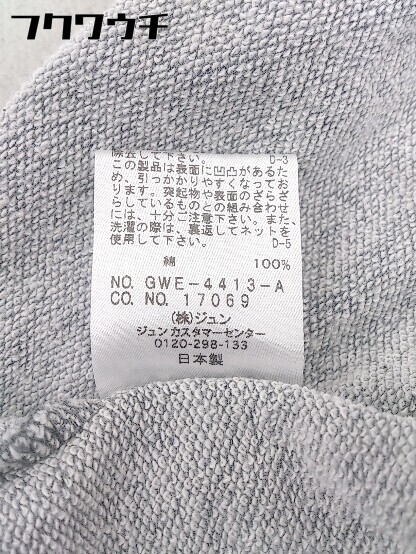 フクワウチ
除去して下さい。 D-3
この製品は表面に凹凸があるた
め、引っかかりやすくなってお
ります。突起物や表面のざらざ
らしているものとの組み合わせ
には、十分ご注意下さい。また、
洗濯の際は、裏返してネットを
使用して下さい。 D-5
綿 100%
NO. GWE-4413-A
CO. NO. 17069
(株)ジュン
ジュンカスタマーセンター
0120-298-133
日本製